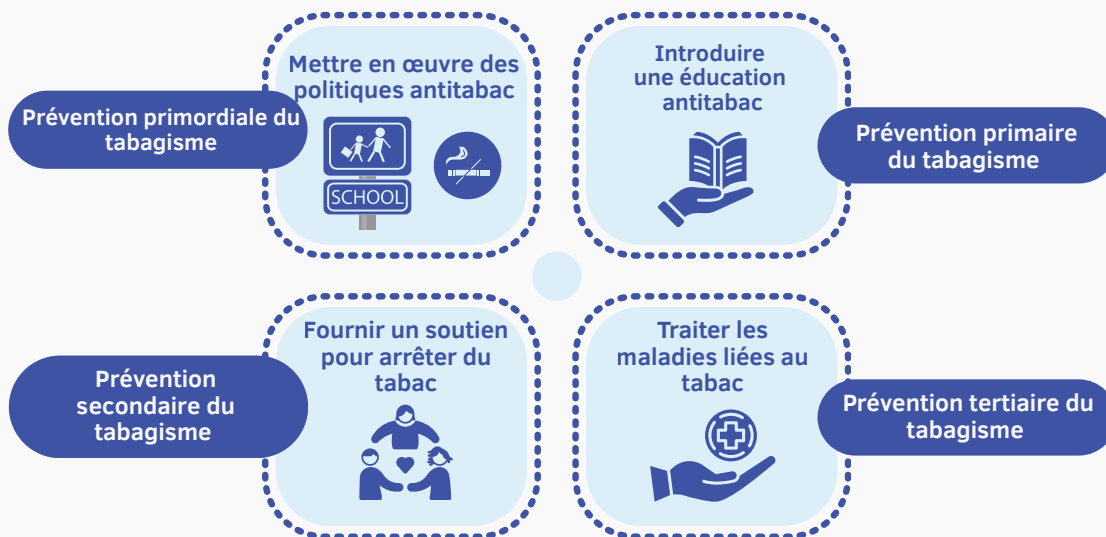 Mettre en œuvre des
politiques antitabac
Prévention primordiale du
tabagisme
SCHOOL
Introduire
une éducation
antitabac
Prévention primaire
du tabagisme
Fournir un soutien
pour arrêter du
tabac
Prévention
secondaire du
tabagisme
Traiter les
maladies liées au
tabac
Prévention tertiaire du
tabagisme